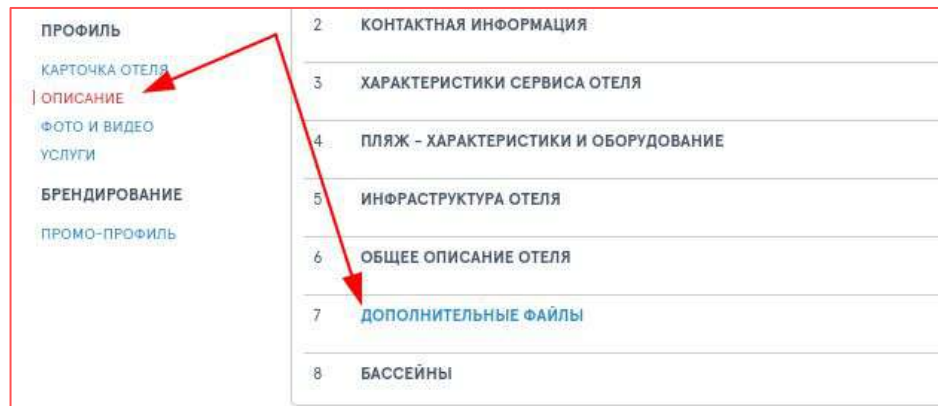 ПРОФИЛЬ
КАРТОЧКА ОТЕЛЯ
ОПИСАНИЕ
ФОТО И ВИДЕО
УСЛУГИ
БРЕНДИРОВАНИЕ
ПРОМО-ПРОФИЛЬ
2 КОНТАКТНАЯ ИНФОРМАЦИЯ
3 ХАРАКТЕРИСТИКИ СЕРВИСА ОТЕЛЯ
4 ПЛЯЖ - ХАРАКТЕРИСТИКИ И ОБОРУДОВАНИЕ
5 ИНФРАСТРУКТУРА ОТЕЛЯ
6 ОБЩЕЕ ОПИСАНИЕ ОТЕЛЯ
7 ДОПОЛНИТЕЛЬНЫЕ ФАЙЛЫ
8 БАССЕЙНЫ